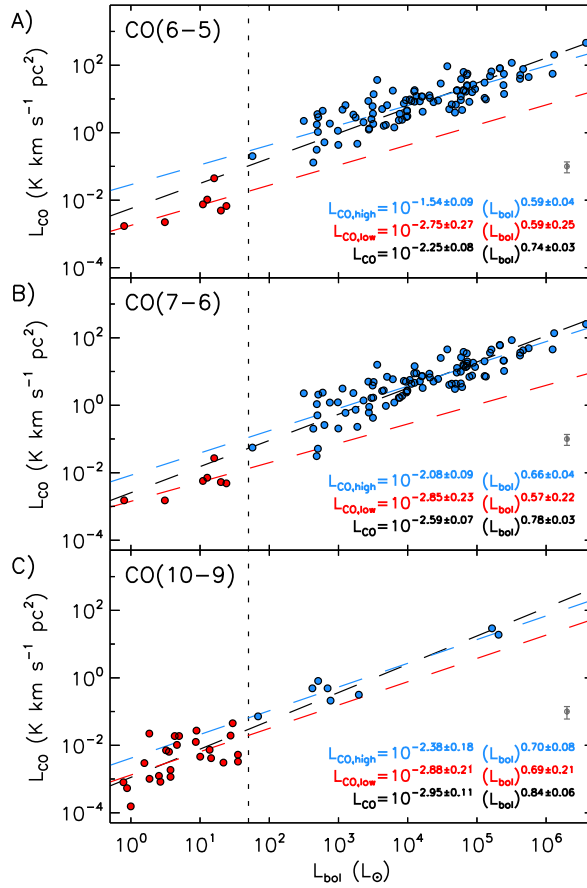 A)
CO(6−5)
10^2
10^0
10^−2
10^−4
L_CO (K km s^−1 pc^2)
L_CO,high = 10^−1.54±0.09 (L_bol)^0.59±0.04
L_CO,low = 10^−2.75±0.27 (L_bol)^0.59±0.25
L_CO = 10^−2.25±0.08 (L_bol)^0.74±0.03
B)
CO(7−6)
10^2
10^0
10^−2
10^−4
L_CO (K km s^−1 pc^2)
L_CO,high = 10^−2.08±0.09 (L_bol)^0.66±0.04
L_CO,low = 10^−2.85±0.23 (L_bol)^0.57±0.22
L_CO = 10^−2.59±0.07 (L_bol)^0.78±0.03
C)
CO(10−9)
10^2
10^0
10^−2
10^−4
L_CO (K km s^−1 pc^2)
L_CO,high = 10^−2.38±0.18 (L_bol)^0.70±0.08
L_CO,low = 10^−2.88±0.21 (L_bol)^0.69±0.21
L_CO = 10^−2.95±0.11 (L_bol)^0.84±0.06
10^0 10^1 10^2 10^3 10^4 10^5 10^6
L_bol (L_⊙)